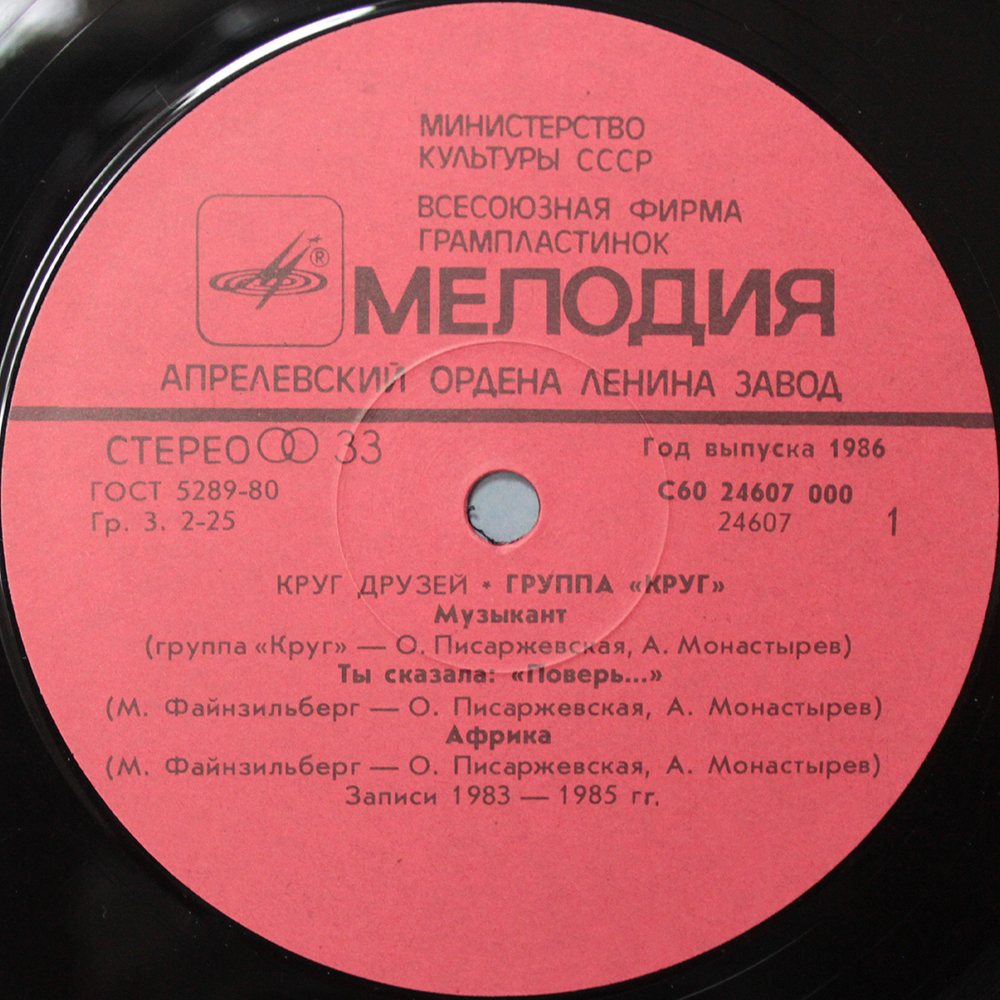 МИНИСТЕРСТВО
КУЛЬТУРЫ СССР
ВСЕСОЮЗНАЯ ФИРМА
ГРАМПЛАСТИНОК
®
МЕЛОДИЯ
АПРЕЛЕВСКИЙ ОРДЕНА ЛЕНИНА ЗАВОД
СТЕРЕО 33
Год выпуска 1986
ГОСТ 5289-80
С60 24607 000
Гр. 3. 2-25
24607
1
КРУГ ДРУЗЕЙ * ГРУППА «КРУГ»
Музыкант
(группа «Круг» — О. Писаржевская, А. Монастырев)
Ты сказала: «Поверь...»
(М. Файнзильберг — О. Писаржевская, А. Монастырев)
Африка
(М. Файнзильберг — О. Писаржевская, А. Монастырев)
Записи 1983 — 1985 гг.